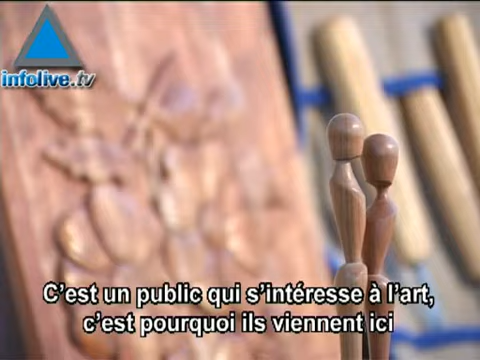 infolive.tv
C'est un public qui s'intéresse à l'art,
c'est pourquoi ils viennent ici